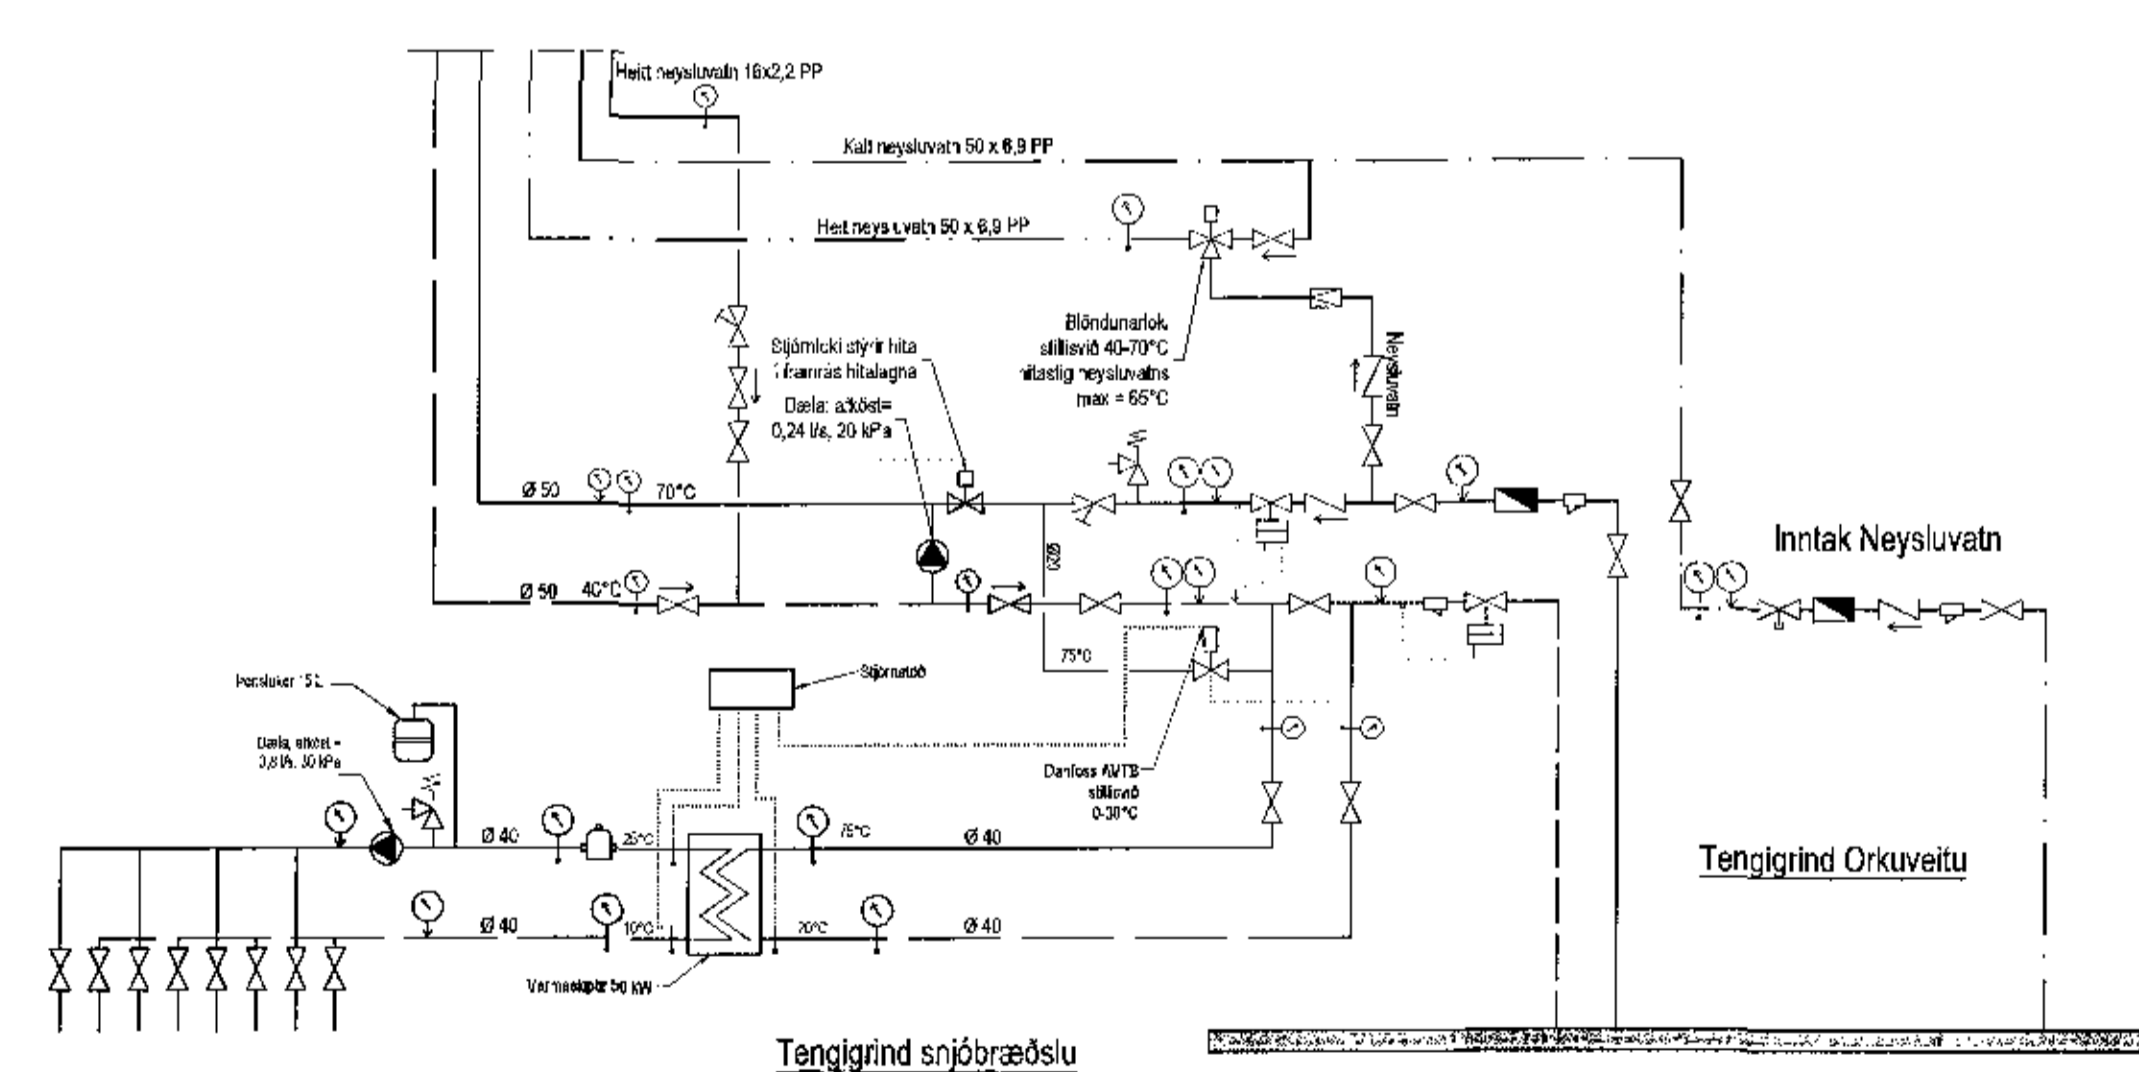 Heitt neysluvatn 16x2,2 PP
Kalt neysluvatn 50 x 6,9 PP
Heitt neysluvatn 50 x 6,9 PP
Blöndunarlok.
stillisvið 40-70°C
hitastig neysluvatns
max = 65°C
Neysluvatn
Stjórnloki stýrir hita
í framrás hitalagna
Dæla: afköst=
0,24 l/s, 20 kPa
Ø 50
70°C
Ø20
Inntak Neysluvatn
Ø 50
40°C
75°C
Stjórnstöð
Þensluker 15 L
Dæla, afköst =
0,8 l/s, 30 kPa
Danfoss AVTB
stillisvið
0-30°C
Ø 40
25°C
75°C
Ø 40
Tengigrind Orkuveitu
Ø 40
10°C
20°C
Ø 40
Varmaskiptir 50 kW
Tengigrind snjóbræðslu